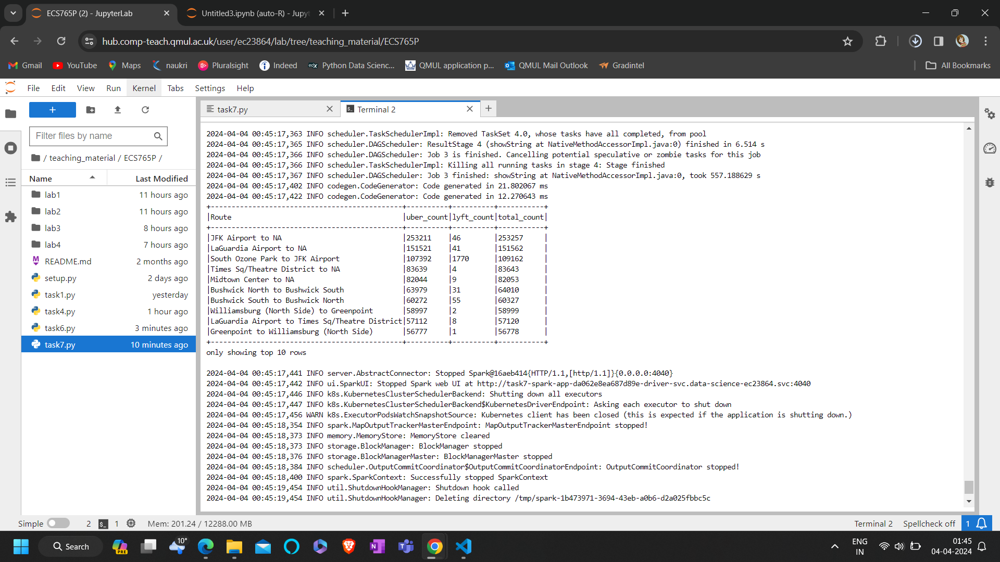 ECS765P (2) - JupyterLab
Untitled3.ipynb (auto-R) - Jupyt
hub.comp-teach.qmul.ac.uk/user/ec23864/lab/tree/teaching_material/ECS765P
Gmail YouTube Maps naukri Pluralsight Indeed edx Python Data Scienc... QMUL application p... QMUL Mail Outlook Gradintel All Bookmarks
File Edit View Run Kernel Tabs Settings Help
task7.py
Terminal 2
Filter files by name
/ teaching_material / ECS765P /
Name Last Modified
lab1 11 hours ago
lab2 11 hours ago
lab3 8 hours ago
lab4 7 hours ago
README.md 2 months ago
setup.py 2 days ago
task1.py yesterday
task4.py 1 hour ago
task6.py 3 minutes ago
task7.py 10 minutes ago
2024-04-04 00:45:17,363 INFO scheduler.TaskSchedulerImpl: Removed TaskSet 4.0, whose tasks have all completed, from pool
2024-04-04 00:45:17,365 INFO scheduler.DAGScheduler: ResultStage 4 (showString at NativeMethodAccessorImpl.java:0) finished in 6.514 s
2024-04-04 00:45:17,366 INFO scheduler.DAGScheduler: Job 3 is finished. Cancelling potential speculative or zombie tasks for this job
2024-04-04 00:45:17,366 INFO scheduler.TaskSchedulerImpl: Killing all running tasks in stage 4: Stage finished
2024-04-04 00:45:17,367 INFO scheduler.DAGScheduler: Job 3 finished: showString at NativeMethodAccessorImpl.java:0, took 557.188629 s
2024-04-04 00:45:17,402 INFO codegen.CodeGenerator: Code generated in 21.802067 ms
2024-04-04 00:45:17,422 INFO codegen.CodeGenerator: Code generated in 12.270643 ms
+----------------------------------------------+----------+----------+-----------+
|Route                                         |uber_count|lyft_count|total_count|
+----------------------------------------------+----------+----------+-----------+
|JFK Airport to NA                             |253211    |46        |253257     |
|LaGuardia Airport to NA                       |151521    |41        |151562     |
|South Ozone Park to JFK Airport               |107392    |1770      |109162     |
|Times Sq/Theatre District to NA               |83639     |4         |83643      |
|Midtown Center to NA                          |82044     |9         |82053      |
|Bushwick North to Bushwick South              |63979     |31        |64010      |
|Bushwick South to Bushwick North              |60272     |55        |60327      |
|Williamsburg (North Side) to Greenpoint       |58997     |2         |58999      |
|LaGuardia Airport to Times Sq/Theatre District|57112     |8         |57120      |
|Greenpoint to Williamsburg (North Side)       |56777     |1         |56778      |
+----------------------------------------------+----------+----------+-----------+
only showing top 10 rows
2024-04-04 00:45:17,441 INFO server.AbstractConnector: Stopped Spark@16aeb414{HTTP/1.1,[http/1.1]}{0.0.0.0:4040}
2024-04-04 00:45:17,442 INFO ui.SparkUI: Stopped Spark web UI at http://task7-spark-app-da062e8ea687d89e-driver-svc.data-science-ec23864.svc:4040
2024-04-04 00:45:17,446 INFO k8s.KubernetesClusterSchedulerBackend: Shutting down all executors
2024-04-04 00:45:17,447 INFO k8s.KubernetesClusterSchedulerBackend$KubernetesDriverEndpoint: Asking each executor to shut down
2024-04-04 00:45:17,456 WARN k8s.ExecutorPodsWatchSnapshotSource: Kubernetes client has been closed (this is expected if the application is shutting down.)
2024-04-04 00:45:18,354 INFO spark.MapOutputTrackerMasterEndpoint: MapOutputTrackerMasterEndpoint stopped!
2024-04-04 00:45:18,373 INFO memory.MemoryStore: MemoryStore cleared
2024-04-04 00:45:18,373 INFO storage.BlockManager: BlockManager stopped
2024-04-04 00:45:18,376 INFO storage.BlockManagerMaster: BlockManagerMaster stopped
2024-04-04 00:45:18,384 INFO scheduler.OutputCommitCoordinator$OutputCommitCoordinatorEndpoint: OutputCommitCoordinator stopped!
2024-04-04 00:45:18,400 INFO spark.SparkContext: Successfully stopped SparkContext
2024-04-04 00:45:19,454 INFO util.ShutdownHookManager: Shutdown hook called
2024-04-04 00:45:19,454 INFO util.ShutdownHookManager: Deleting directory /tmp/spark-1b473971-3694-43eb-a0b6-d2a025fbbc5c
Simple 2 $_ 1 Mem: 201.24 / 12288.00 MB Terminal 2 Spellcheck off 1
Search PRE 10° ENG 01:45
IN 04-04-2024